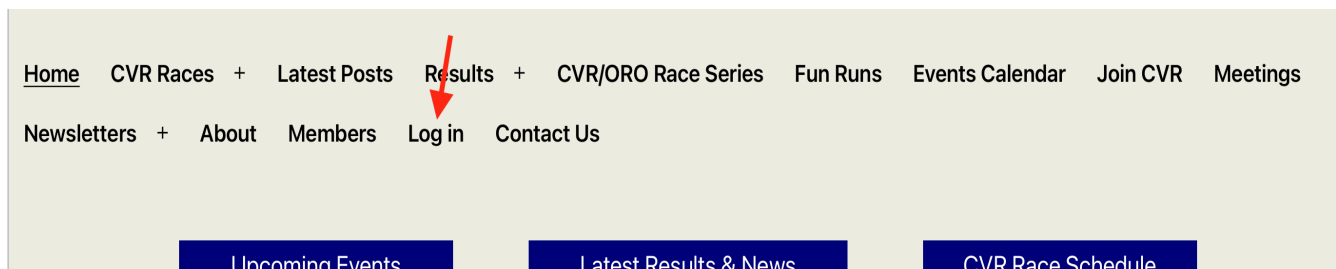 Home CVR Races + Latest Posts Results + CVR/ORO Race Series Fun Runs Events Calendar Join CVR Meetings
Newsletters + About Members Log in Contact Us
Upcoming Events Latest Results & News CVR Race Schedule